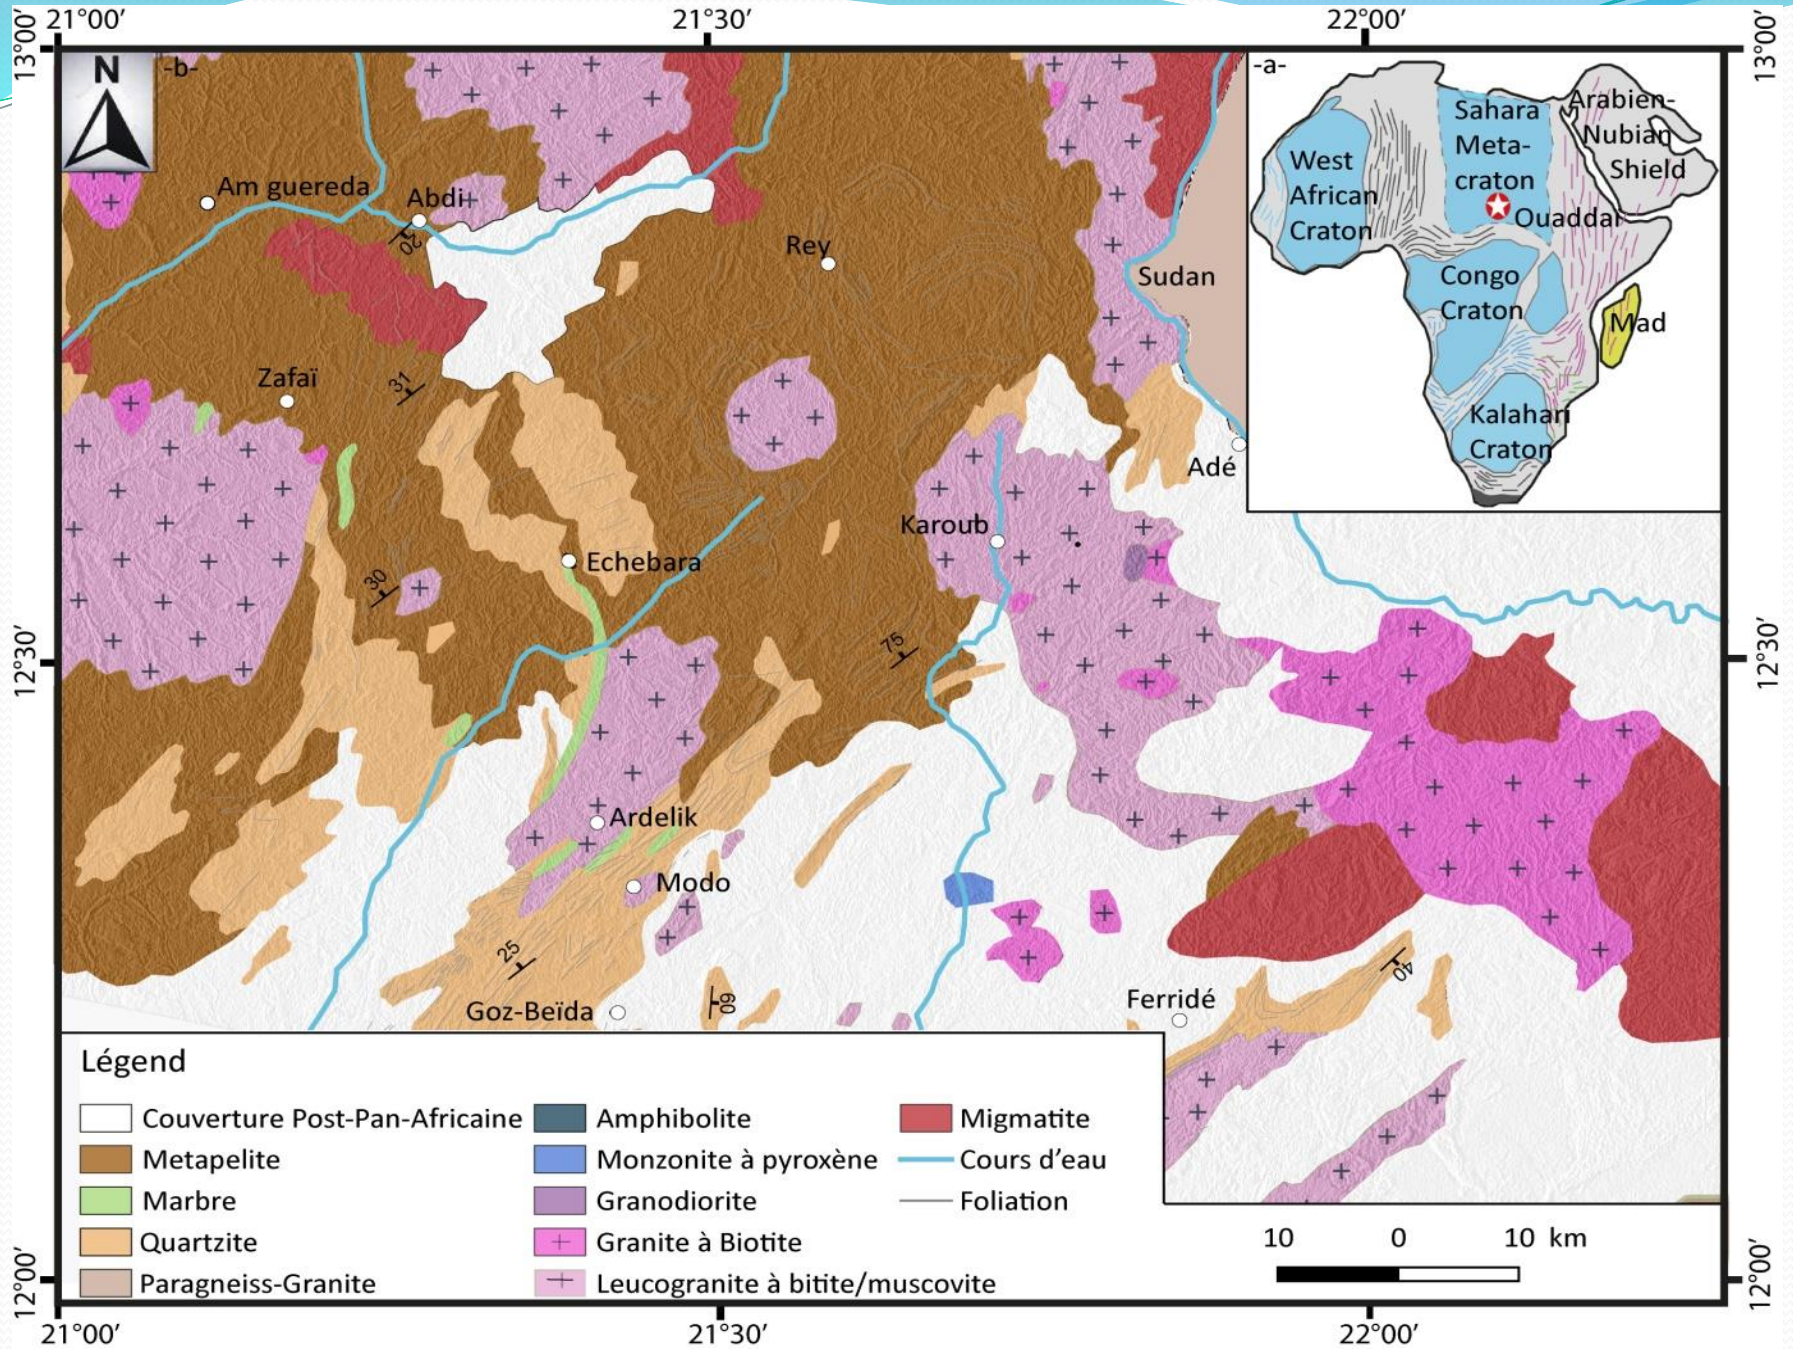 21°00’
21°30’
22°00’
13°00’
13°00’
N
-b-
-a-
Sahara
Meta-
craton
Arabien-
Nubian
Shield
West
African
Craton
Ouaddaï
Congo
Craton
Mad
Kalahari
Craton
Am guereda
Abdi
20
Rey
Sudan
Zafaï
31
Adé
Karoub
Echebara
30
75
12°30’
12°30’
Ardelik
Modo
25
40
Goz-Beïda
69
Ferridé
Légend
Couverture Post-Pan-Africaine
Metapelite
Marbre
Quartzite
Paragneiss-Granite
Amphibolite
Monzonite à pyroxène
Granodiorite
Granite à Biotite
Leucogranite à bitite/muscovite
Migmatite
Cours d’eau
Foliation
10 0 10 km
12°00’
12°00’
21°00’
21°30’
22°00’